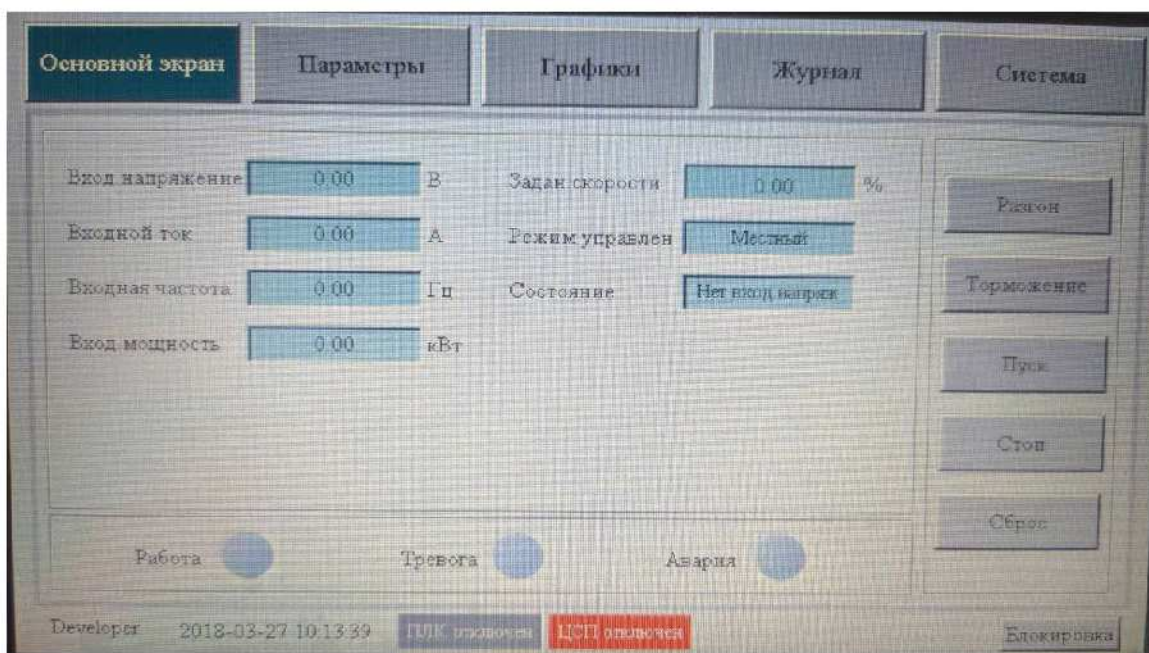 Основной экран
Параметры
Графики
Журнал
Система
Вход напряжение 0.00 В
Задан.скорости 0.00 %
Разгон
Входной ток 0.00 А
Режим управлен Местный
Входная частота 0.00 Гц
Состояние Нет вход напряж
Торможение
Вход мощность 0.00 кВт
Пуск
Стоп
Сброс
Работа
Тревога
Авария
Developer 2018-03-27 10:13:39 ПЛК отключен ЦСП отключен Блокировка